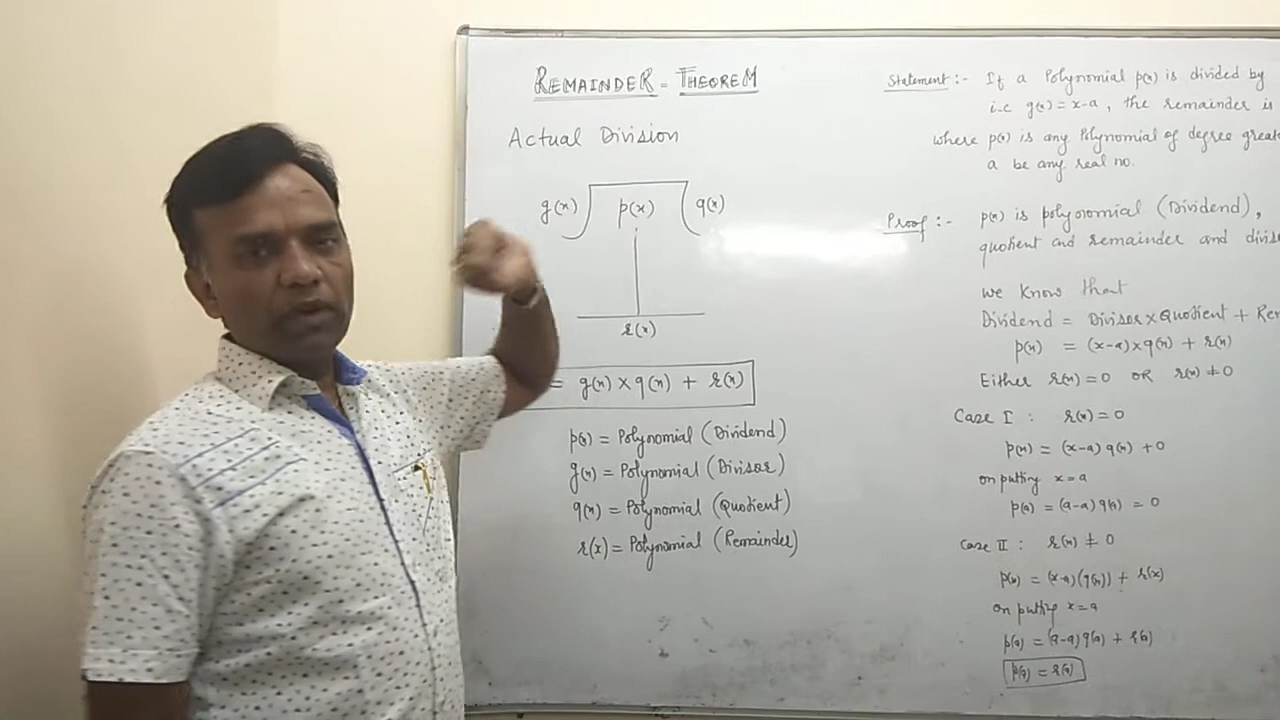 REMAINDER - THEOREM
Actual Division
g(x) p(x) q(x)
r(x)
= g(x) × q(x) + r(x)
p(x) = Polynomial (Dividend)
g(x) = Polynomial (Divisor)
q(x) = Polynomial (Quotient)
r(x) = Polynomial (Remainder)
Statement :- If a Polynomial p(x) is divided by
i.e g(x) = x-a, the remainder is
where p(x) is any Polynomial of degree great
a be any real no.
Proof :- p(x) is polynomial (Dividend),
quotient and remainder and divis
we know that
Dividend = Divisor × Quotient + Rem
p(x) = (x-a) × q(x) + r(x)
Either r(x) = 0 OR r(x) ≠ 0
Case I : r(x) = 0
p(x) = (x-a) q(x) + 0
on putting x = a
p(a) = (a-a) q(a) = 0
Case II : r(x) ≠ 0
p(x) = (x-a) (q(x)) + r(x)
on putting x = a
p(a) = (a-a) q(a) + r(a)
p(a) = r(a)